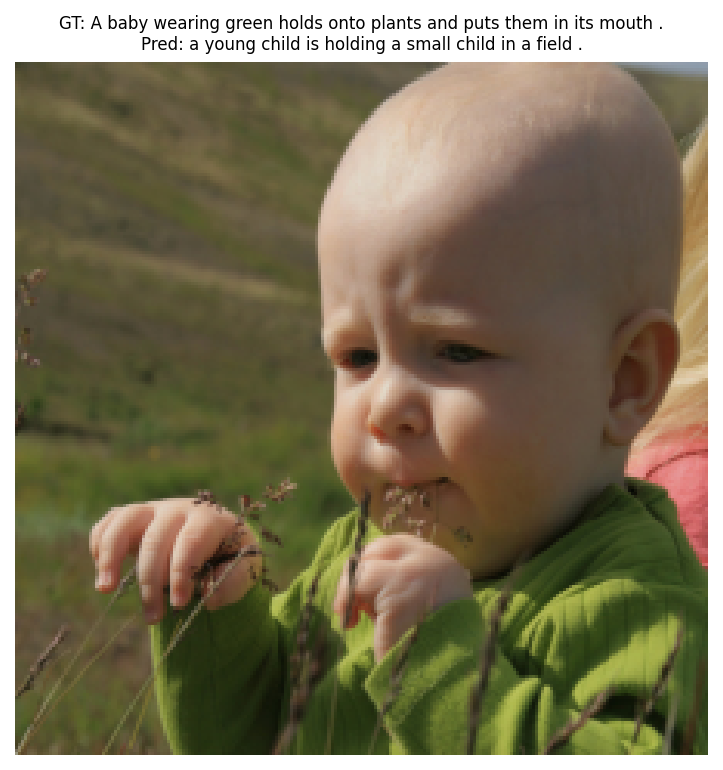 GT: A baby wearing green holds onto plants and puts them in its mouth .
Pred: a young child is holding a small child in a field .